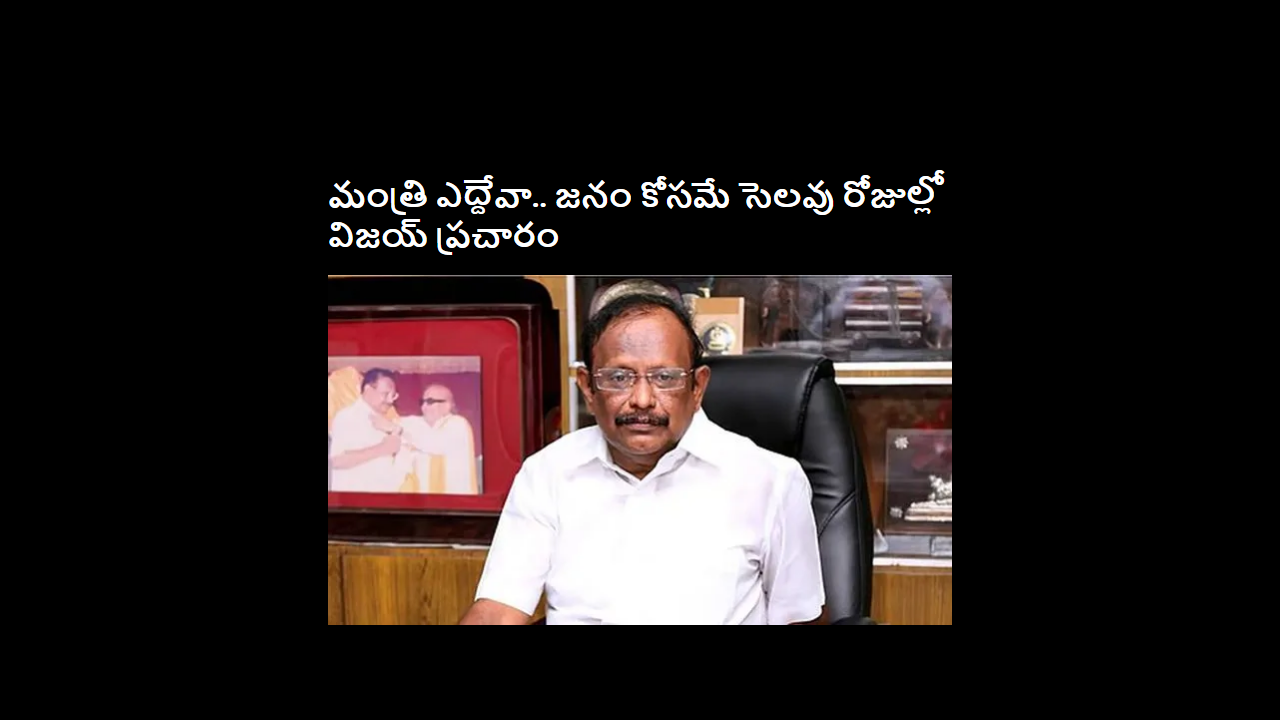 మంత్రి ఎద్దేవా.. జనం కోసమే సెలవు రోజుల్లో
విజయ్ ప్రచారం